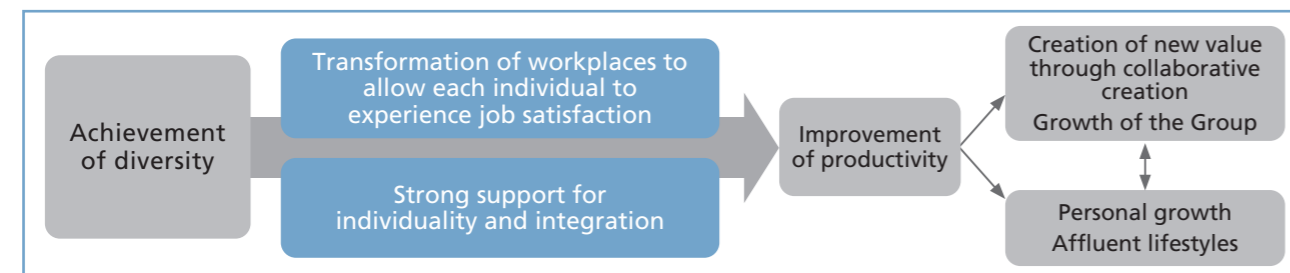 Achievement
of diversity
Transformation of workplaces to
allow each individual to
experience job satisfaction
Strong support for
individuality and integration
Improvement
of productivity
Creation of new value
through collaborative
creation
Growth of the Group
Personal growth
Affluent lifestyles